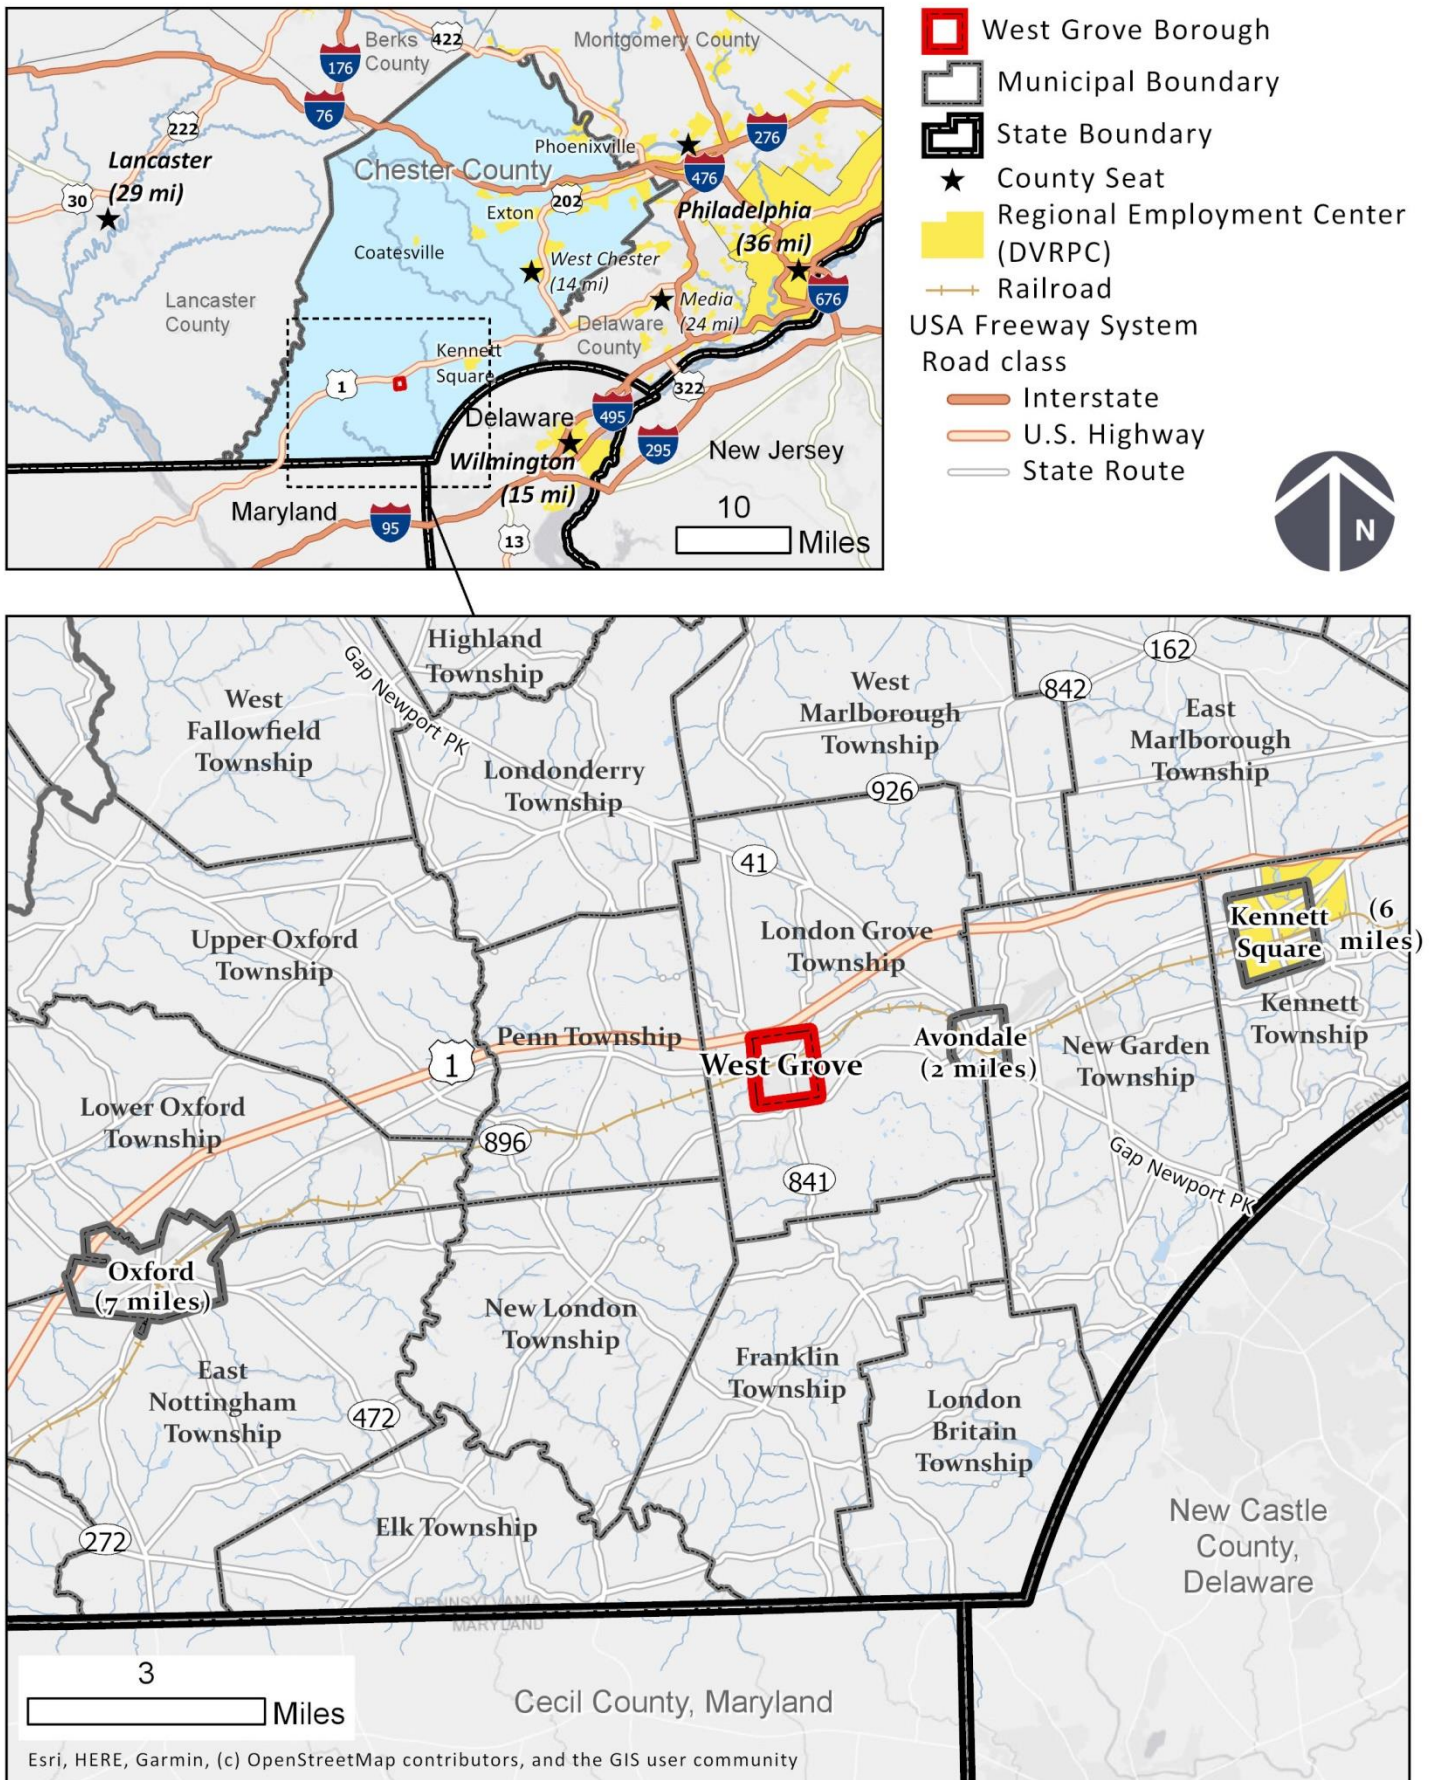 Berks
County
422
Montgomery County
176
76
222
Lancaster
(29 mi)
30
Phoenixville
276
Chester County
476
202
Exton
Philadelphia
(36 mi)
Coatesville
West Chester
(14 mi)
676
Lancaster
County
Media
(24 mi)
Delaware
County
Kennett
Square
1
322
Delaware
495
295
New Jersey
Wilmington
(15 mi)
Maryland
95
13
10
Miles
West Grove Borough
Municipal Boundary
State Boundary
County Seat
Regional Employment Center
(DVRPC)
Railroad
USA Freeway System
Road class
Interstate
U.S. Highway
State Route
N
Highland
Township
Gap Newport PK
162
842
West
Fallowfield
Township
West
Marlborough
Township
East
Marlborough
Township
Londonderry
Township
926
41
Upper Oxford
Township
London Grove
Township
Kennett
Square
(6
miles)
Kennett
Township
Penn Township
1
West Grove
Avondale
(2 miles)
New Garden
Township
Lower Oxford
Township
896
841
Gap Newport PK
Oxford
(7 miles)
New London
Township
Franklin
Township
East
Nottingham
Township
472
London
Britain
Township
272
Elk Township
New Castle
County,
Delaware
PENNSYLVANIA
MARYLAND
3
Miles
Cecil County, Maryland
Esri, HERE, Garmin, (c) OpenStreetMap contributors, and the GIS user community